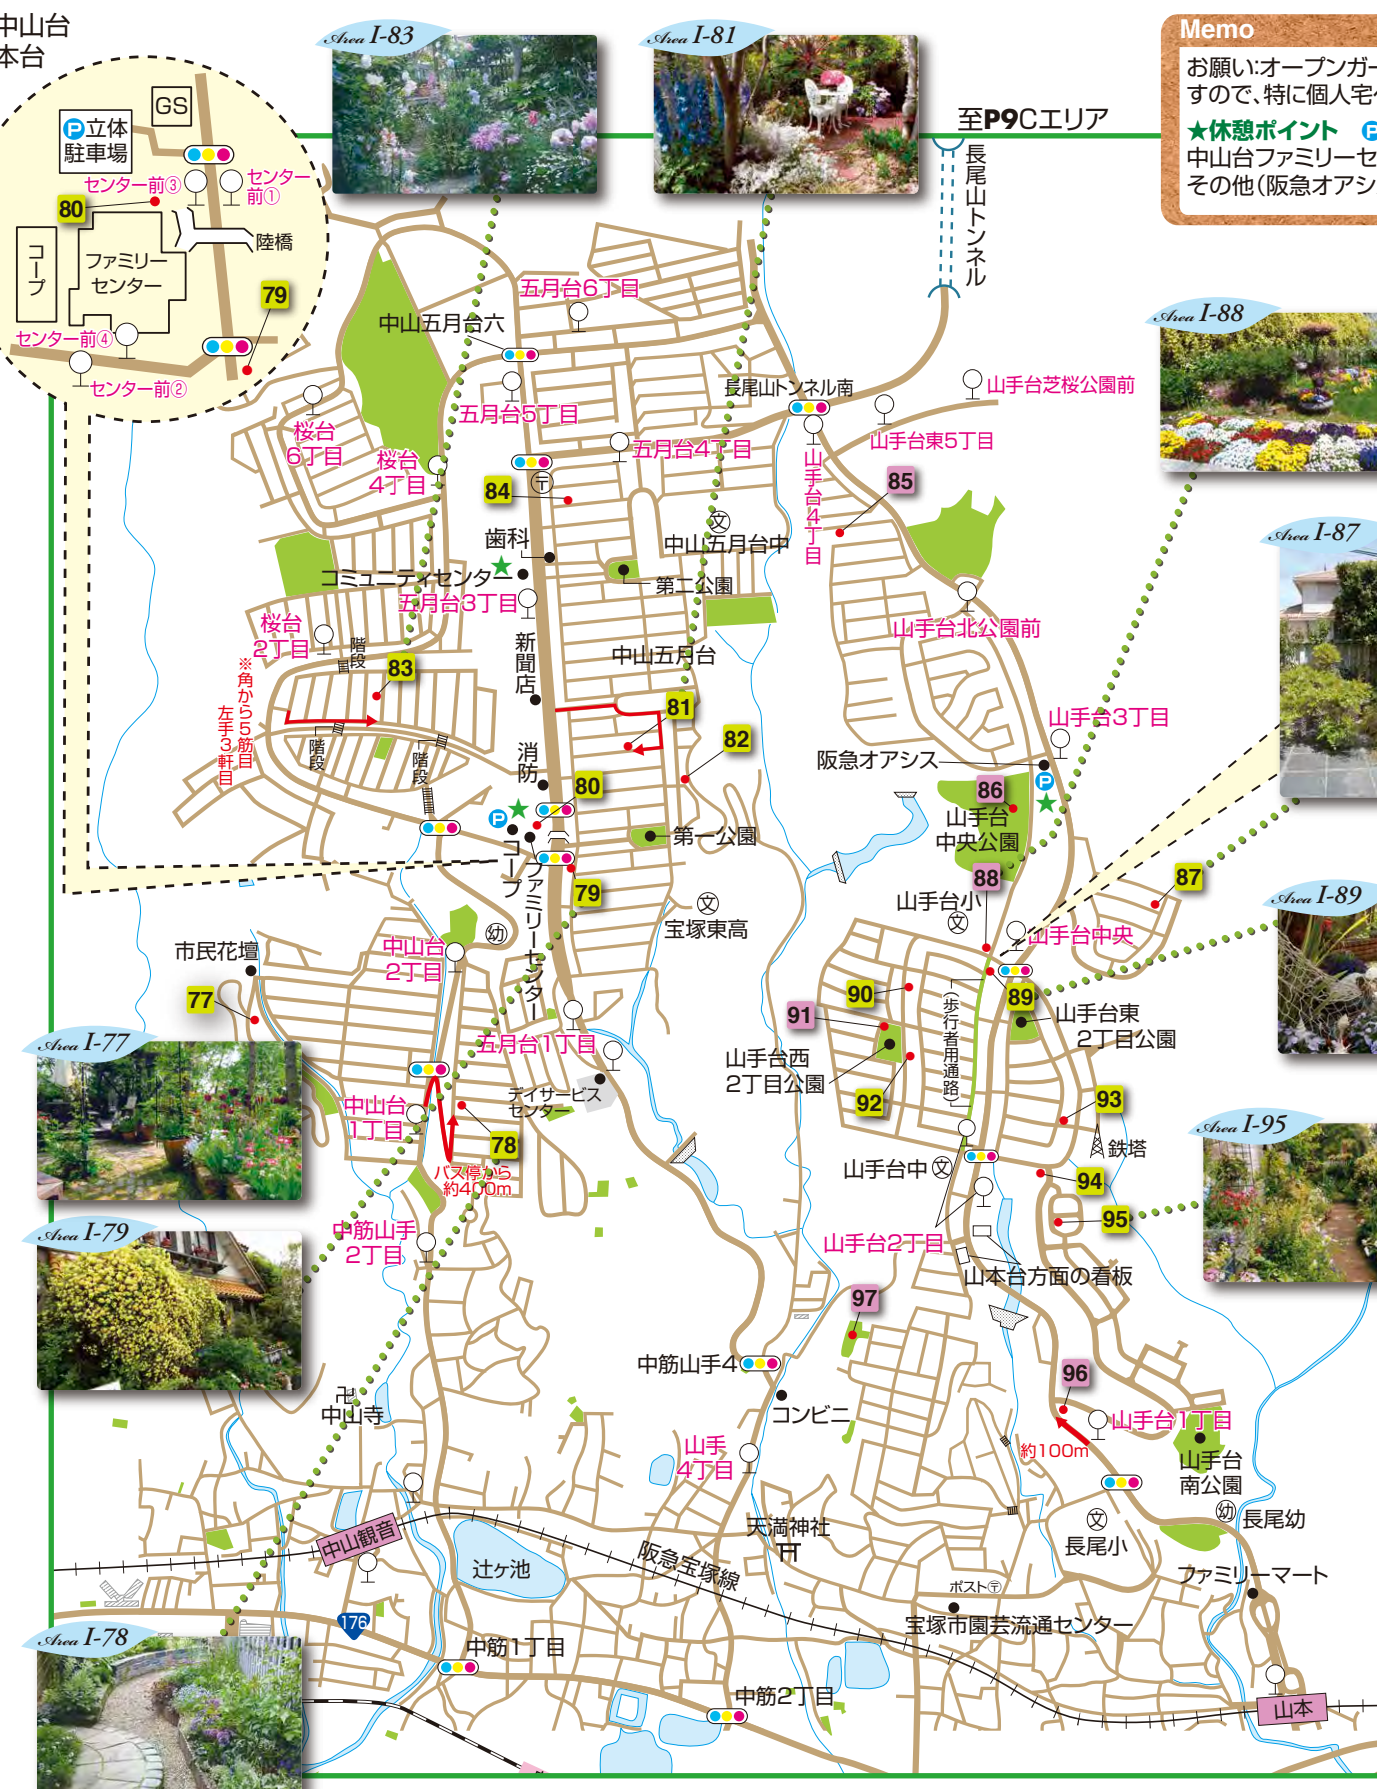 中山台
本台
Area I-83
Area I-81
Memo
お願い:オープンガー
すので、特に個人宅へ
★休憩ポイント P
中山台ファミリーセ
その他(阪急オアシ
至P9Cエリア
長尾山トンネル
GS
P立体
駐車場
センター前③
センター
前①
80
陸橋
コープ
ファミリー
センター
79
センター前④
センター前②
五月台6丁目
中山五月台六
長尾山トンネル南
山手台芝桜公園前
五月台5丁目
山手台東5丁目
桜台
6丁目
桜台
4丁目
五月台4丁目
山手台4丁目
84
〒
85
文
中山五月台中
歯科
コミュニティセンター
第二公園
五月台3丁目
桜台
2丁目
階段
山手台北公園前
新聞店
中山五月台
83
※角から5筋目
左手3軒目
階段
階段
81
82
山手台3丁目
阪急オアシス
P
消防
80
P
86
山手台
中央公園
コープ
ファミリーセンター
第一公園
79
88
87
山手台小
文
文
宝塚東高
山手台中央
幼
中山台
2丁目
市民花壇
77
90
89
91
(歩行者用通路)
山手台東
2丁目公園
五月台1丁目
山手台西
2丁目公園
デイサービス
センター
中山台
1丁目
92
93
78
鉄塔
バス停から
約400m
山手台中
文
94
95
中筋山手
2丁目
山手台2丁目
山本台方面の看板
97
中筋山手4
96
卍
中山寺
コンビニ
山手台1丁目
約100m
山手
4丁目
山手台
南公園
天満神社
文
長尾小
幼
長尾幼
中山観音
辻ヶ池
阪急宝塚線
ポスト〒
ファミリーマート
宝塚市園芸流通センター
176
中筋1丁目
中筋2丁目
山本
Area I-88
Area I-87
Area I-89
Area I-95
Area I-77
Area I-79
Area I-78